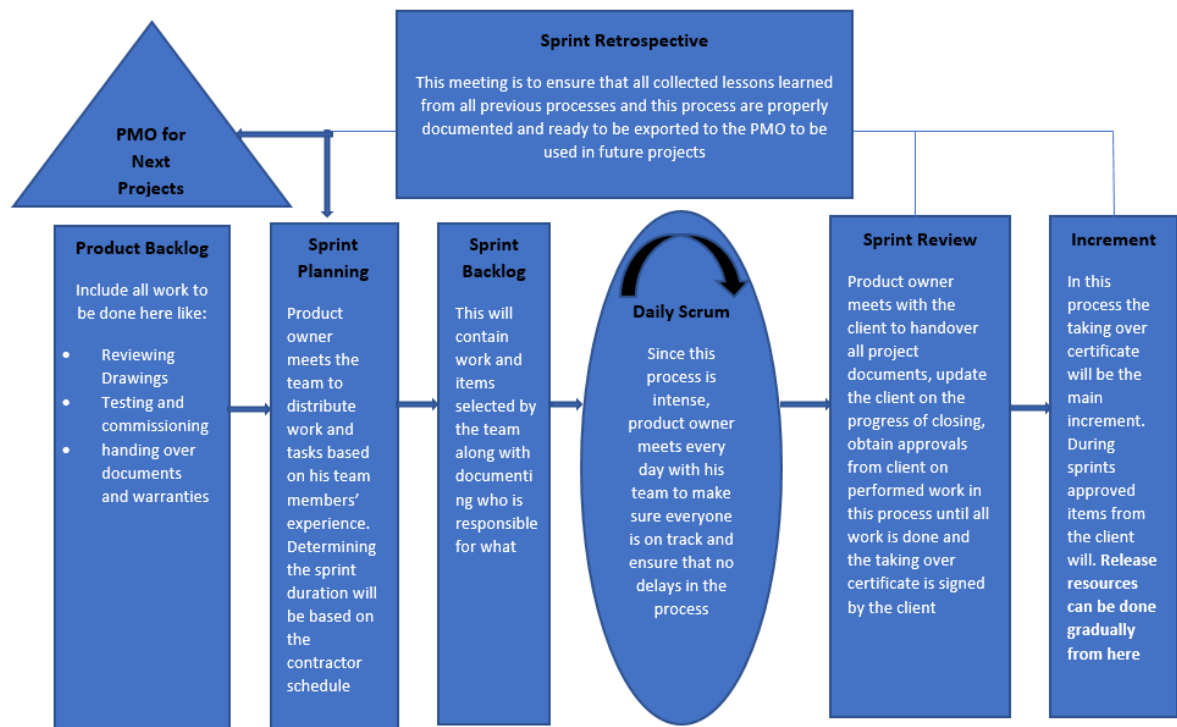 Sprint Retrospective
This meeting is to ensure that all collected lessons learned
from all previous processes and this process are properly
documented and ready to be exported to the PMO to be
used in future projects
PMO for
Next
Projects
Product Backlog
Include all work to
be done here like:
• Reviewing
Drawings
• Testing and
commissioning
• handing over
documents
and warranties
Sprint
Planning
Product
owner
meets the
team to
distribute
work and
tasks based
on his team
members’
experience.
Determining
the sprint
duration will
be based on
the
contractor
schedule
Sprint
Backlog
This will
contain
work and
items
selected by
the team
along with
documenti
ng who is
responsible
for what
Daily Scrum
Since this
process is
intense,
product owner
meets every
day with his
team to make
sure everyone
is on track and
ensure that no
delays in the
process
Sprint Review
Product owner
meets with the
client to handover
all project
documents, update
the client on the
progress of closing,
obtain approvals
from client on
performed work in
this process until all
work is done and
the taking over
certificate is signed
by the client
Increment
In this
process the
taking over
certificate
will be the
main
increment.
During
sprints
approved
items from
the client
will. Release
resources
can be done
gradually
from here